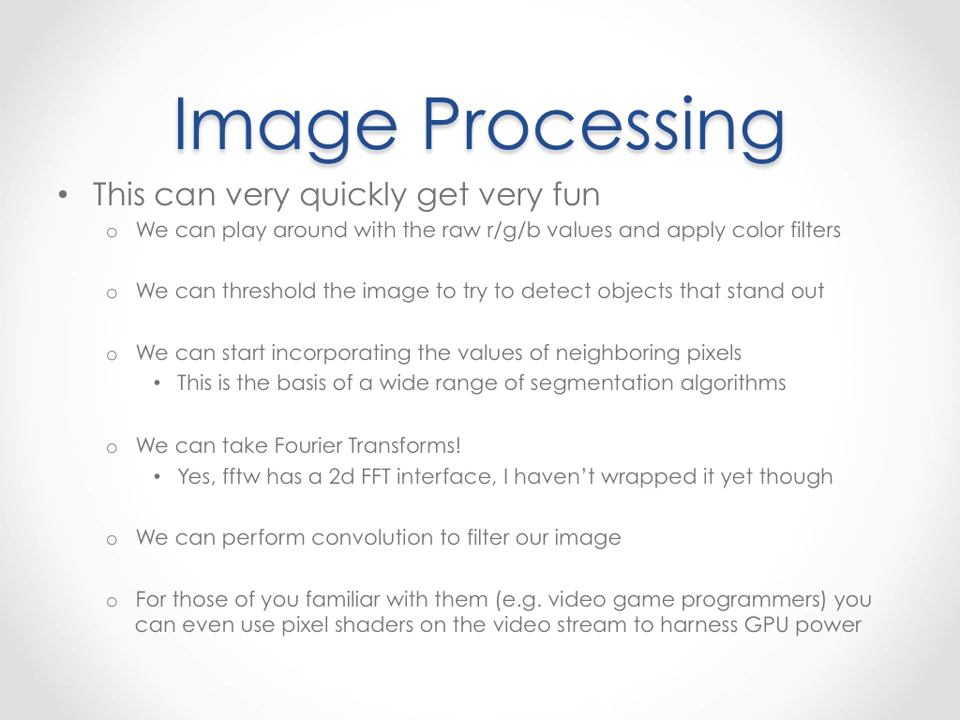 Image Processing
• This can very quickly get very fun
o We can play around with the raw r/g/b values and apply color filters
o We can threshold the image to try to detect objects that stand out
o We can start incorporating the values of neighboring pixels
• This is the basis of a wide range of segmentation algorithms
o We can take Fourier Transforms!
• Yes, fftw has a 2d FFT interface, I haven’t wrapped it yet though
o We can perform convolution to filter our image
o For those of you familiar with them (e.g. video game programmers) you
can even use pixel shaders on the video stream to harness GPU power